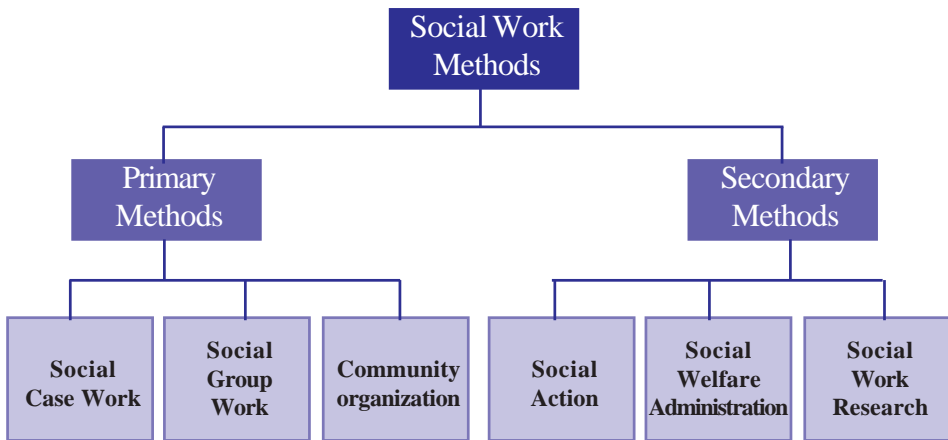 Social Work
Methods
Primary
Methods
Secondary
Methods
Social
Case Work
Social
Group
Work
Community
organization
Social
Action
Social
Welfare
Administration
Social
Work
Research